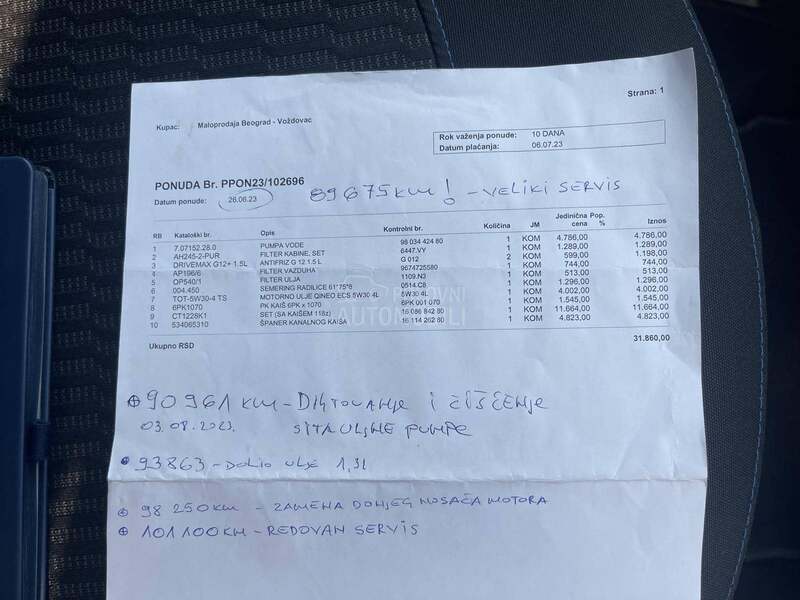 Strana: 1
Kupac: Maloprodaja Beograd - Voždovac
Rok važenja ponude: 10 DANA
Datum plaćanja: 06.07.23
PONUDA Br. PPON23/102696
89675km! - VELIKI SERVIS
Datum ponude: 26.06.23
RB Kataloški br. Opis Kontrolni br. Količina JM Jedinična cena Pop. % Iznos
1 7.07152.28.0 PUMPA VODE 98 034 424 80 1 KOM 4.786,00 4.786,00
2 AH245-2-PUR FILTER KABINE, SET 6447.VY 1 KOM 1.289,00 1.289,00
3 DRIVEMAX G12+ 1.5L ANTIFRIZ G 12 1.5 L G 012 2 KOM 599,00 1.198,00
4 AP196/6 FILTER VAZDUHA 9674725580 1 KOM 744,00 744,00
5 OP540/1 FILTER ULJA 1109.N3 1 KOM 513,00 513,00
6 004.450 SEMERING RADILICE 61*75*8 0514.C8 1 KOM 1.296,00 1.296,00
7 TOT-5W30-4 TS MOTORNO ULJE QINEO ECS 5W30 4L 5W30 4L 1 KOM 4.002,00 4.002,00
8 6PK1070 PK KAIŠ 6PK x 1070 6PK 001 070 1 KOM 1.545,00 1.545,00
9 CT1228K1 SET (SA KAIŠEM 116z) 16 086 842 80 1 KOM 11.664,00 11.664,00
10 534065310 ŠPANER KANALNOG KAIŠA 16 114 262 80 1 KOM 4.823,00 4.823,00
Ukupno RSD 31.860,00
90961 KM - DIHTOVANJE I ČIŠĆENJE
03.08.2023. SITA ULJNE PUMPE
93863 - DOLIO ULJE 1,3l
98 250KM - ZAMENA DONJEG NOSAČA MOTORA
101 100KM - REDOVAN SERVIS